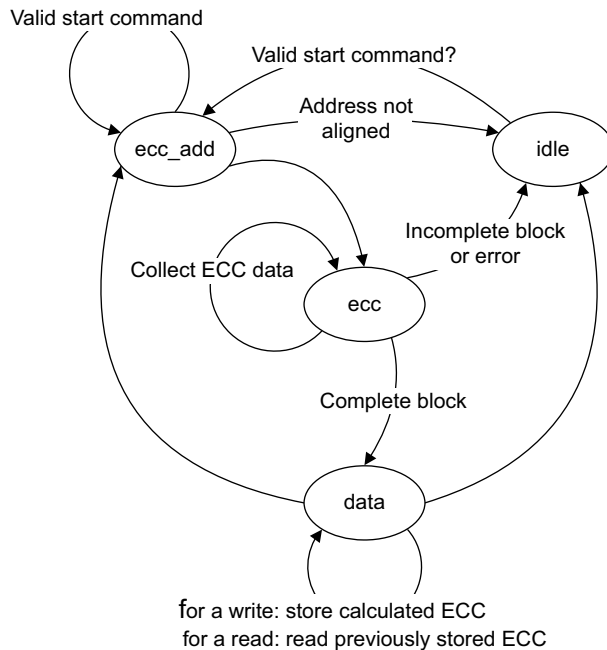 Valid start command
Valid start command?
Address not
aligned
ecc_add
idle
Incomplete block
or error
Collect ECC data
ecc
Complete block
data
for a write: store calculated ECC
for a read: read previously stored ECC